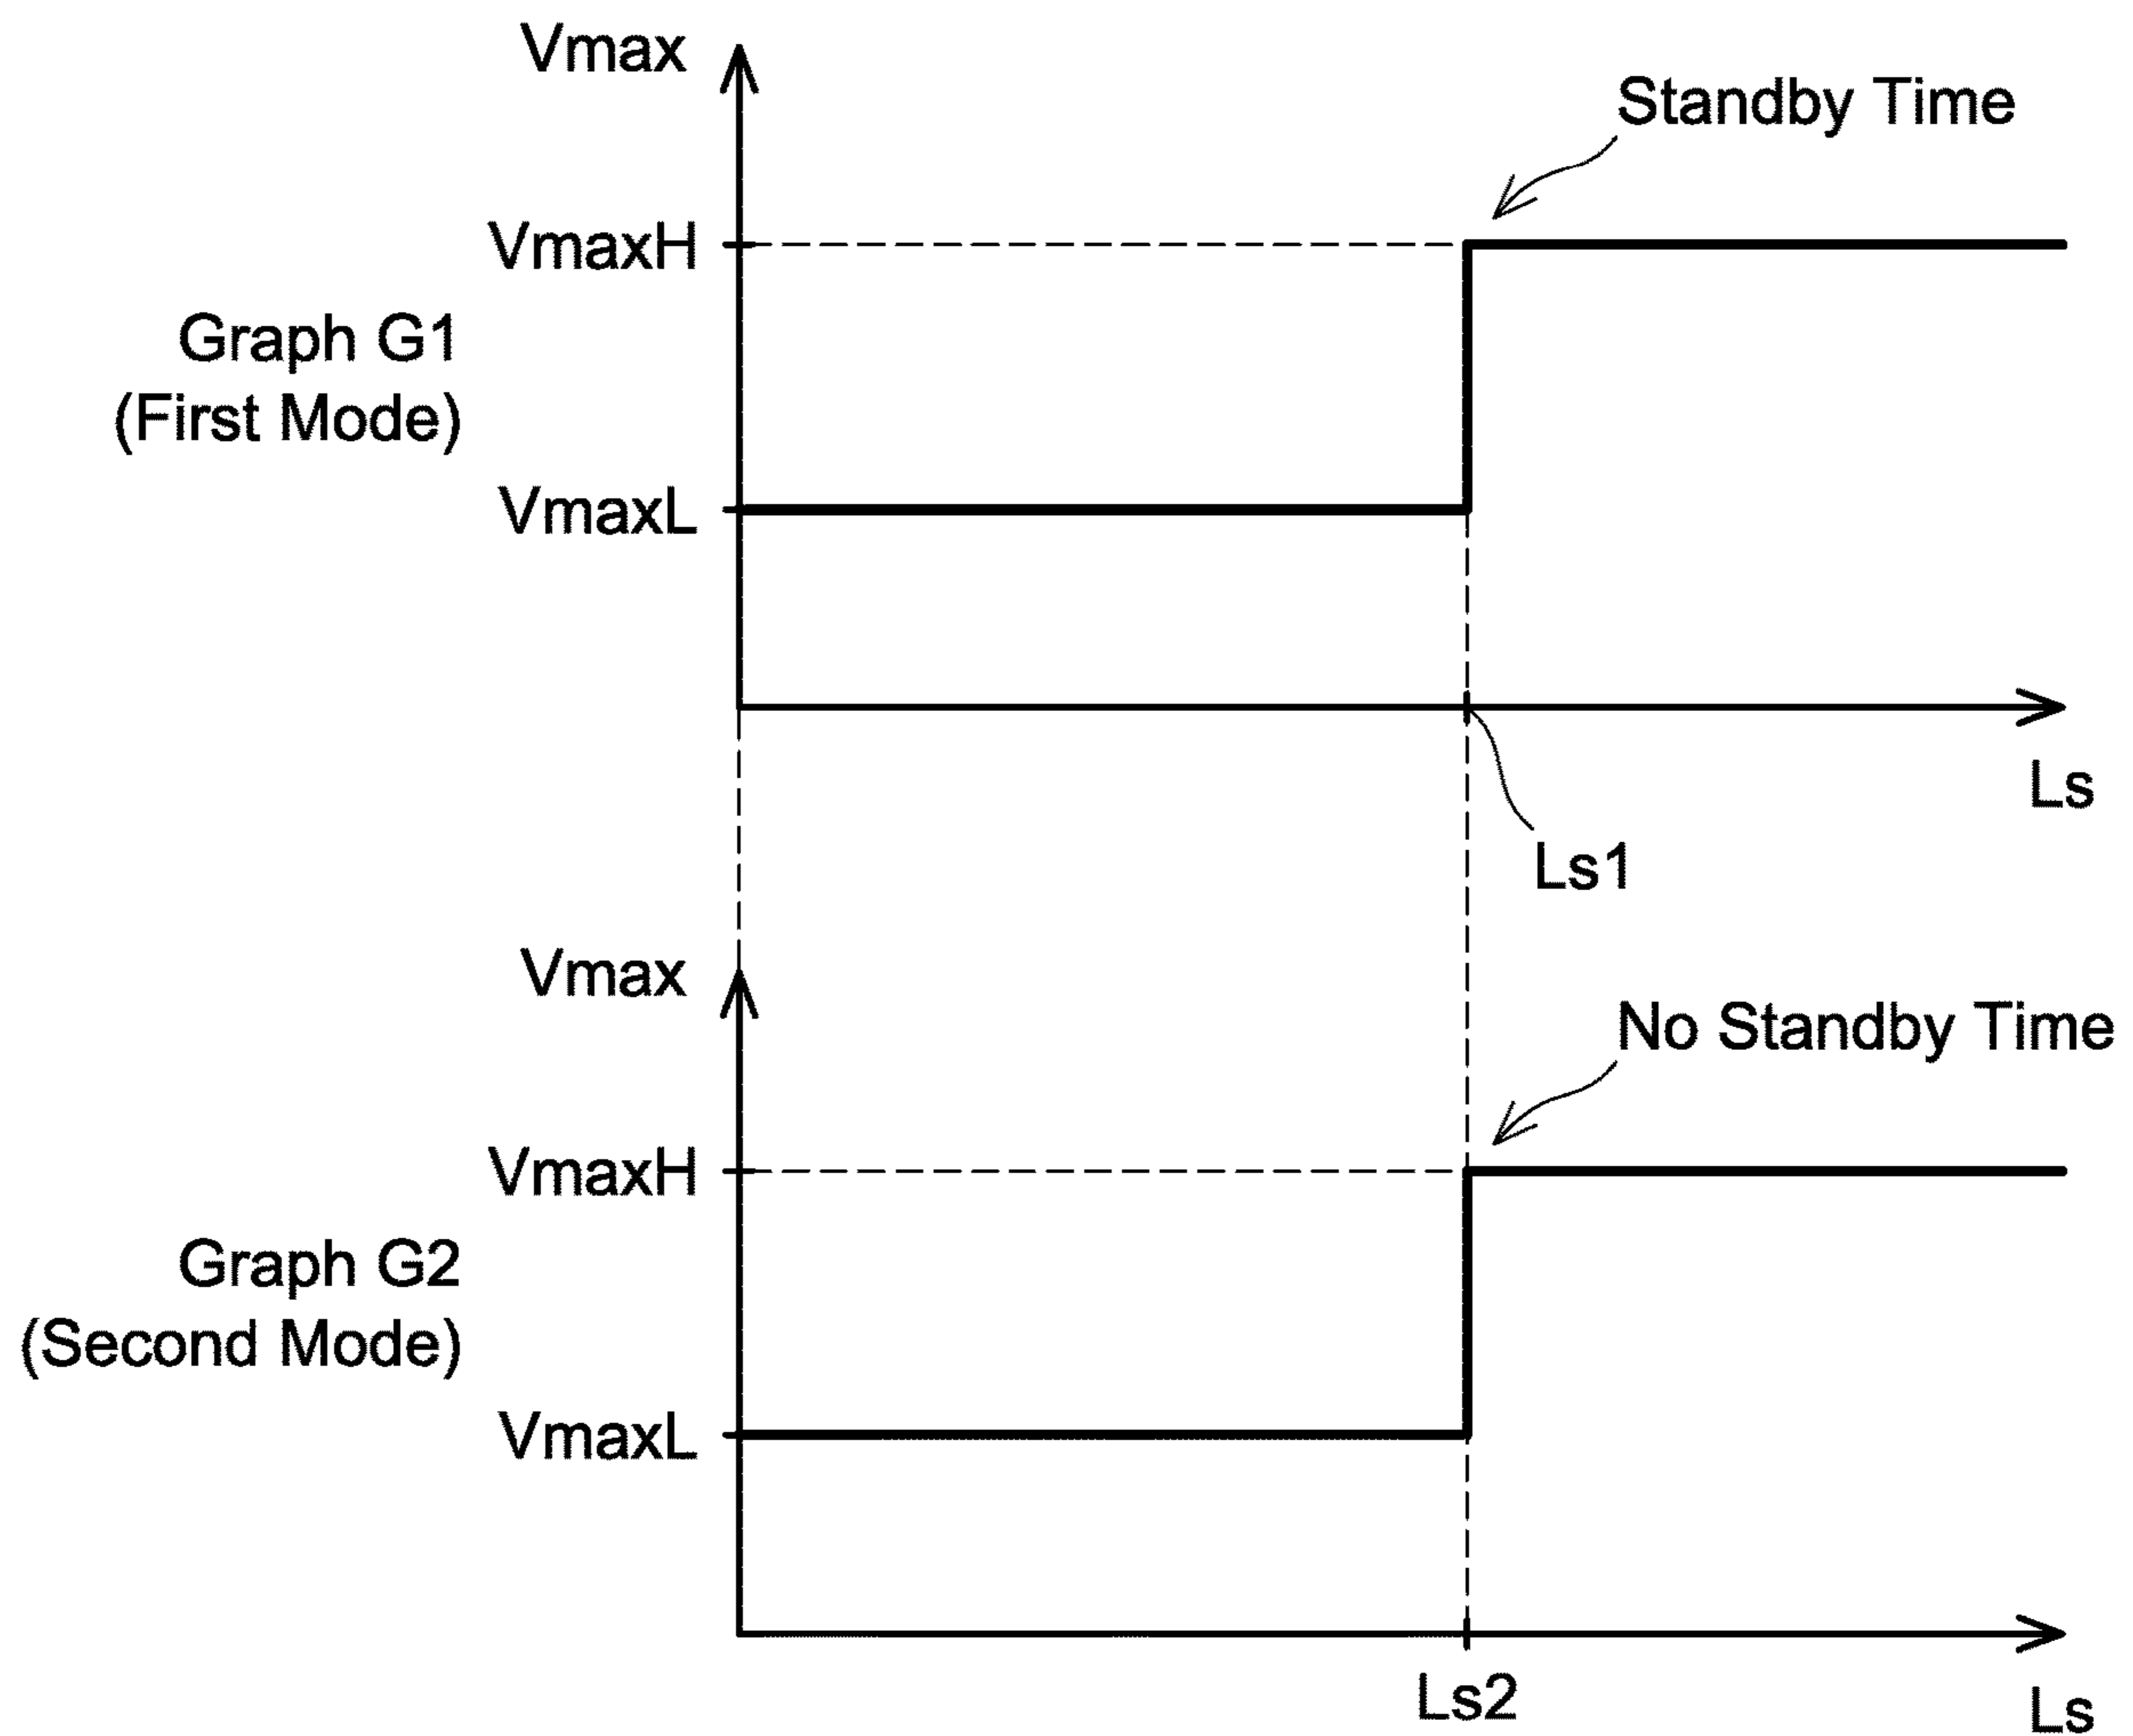 Vmax
Standby Time
VmaxH
Graph G1
(First Mode)
VmaxL
Ls
Ls1
Vmax
No Standby Time
VmaxH
Graph G2
(Second Mode)
VmaxL
Ls2
Ls